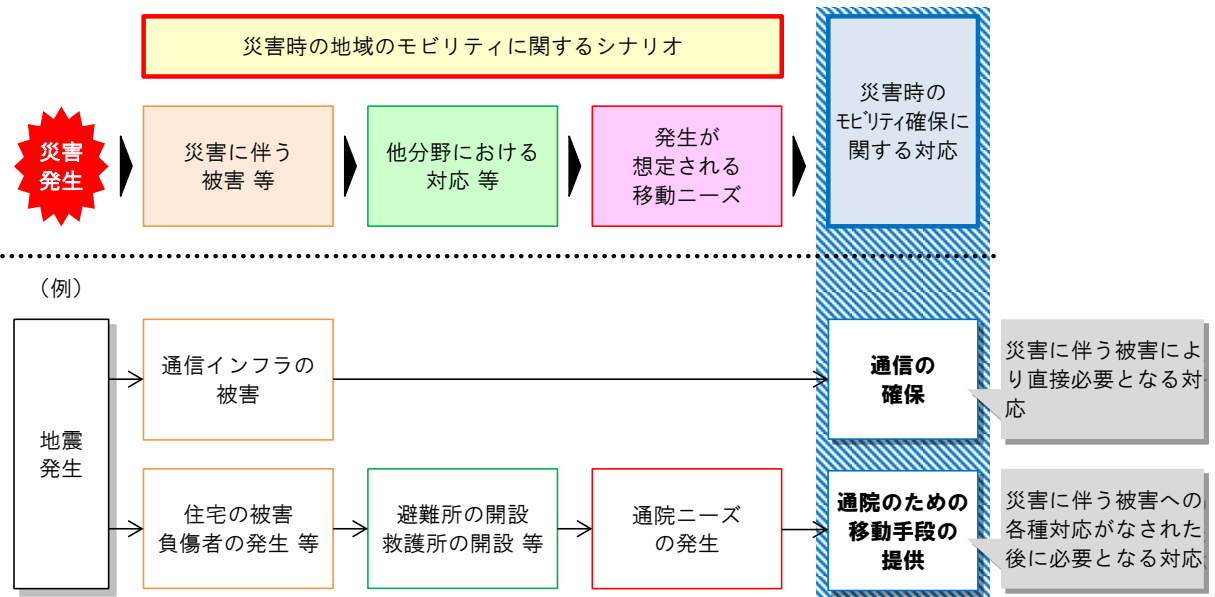 災害時の地域のモビリティに関するシナリオ
災害
発生
災害に伴う
被害 等
他分野における
対応 等
発生が
想定される
移動ニーズ
災害時の
ﾓﾋﾞﾘﾃｨ確保に
関する対応
（例）
地震
発生
通信インフラの
被害
通信の
確保
災害に伴う被害によ
り直接必要となる対
応
住宅の被害
負傷者の発生 等
避難所の開設
救護所の開設 等
通院ニーズ
の発生
通院のための
移動手段の
提供
災害に伴う被害への
各種対応がなされた
後に必要となる対応